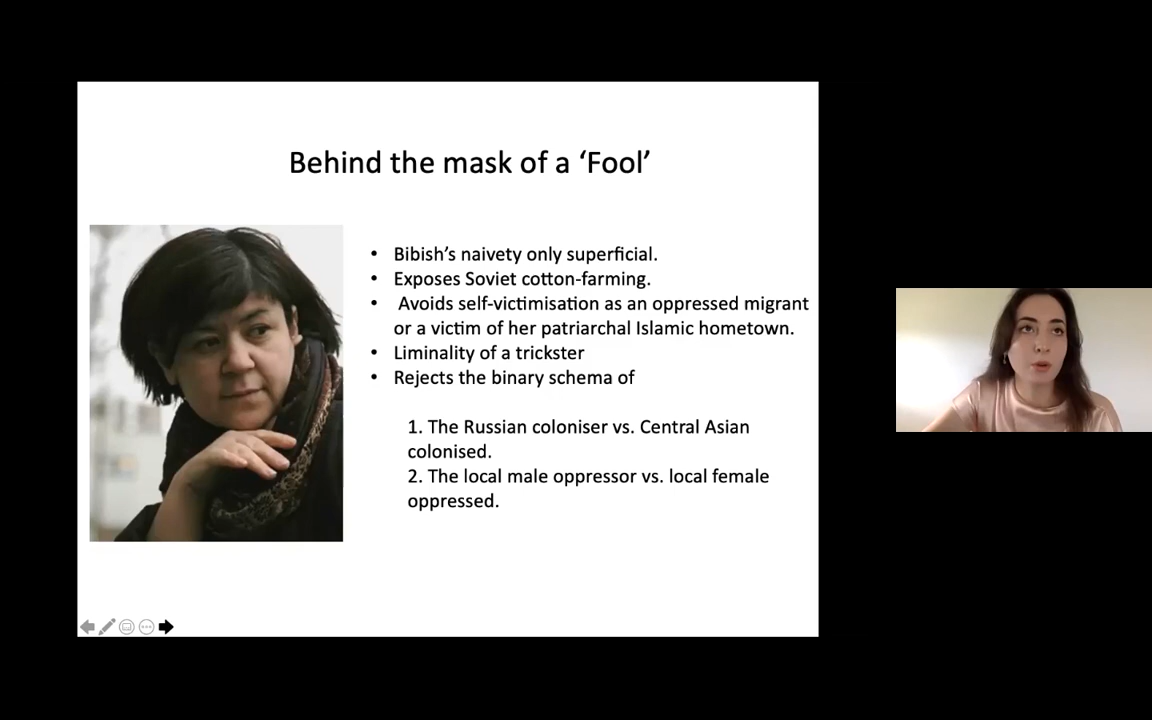 Behind the mask of a ‘Fool’
• Bibish’s naivety only superficial.
• Exposes Soviet cotton-farming.
• Avoids self-victimisation as an oppressed migrant
or a victim of her patriarchal Islamic hometown.
• Liminality of a trickster
• Rejects the binary schema of
1. The Russian coloniser vs. Central Asian
colonised.
2. The local male oppressor vs. local female
oppressed.